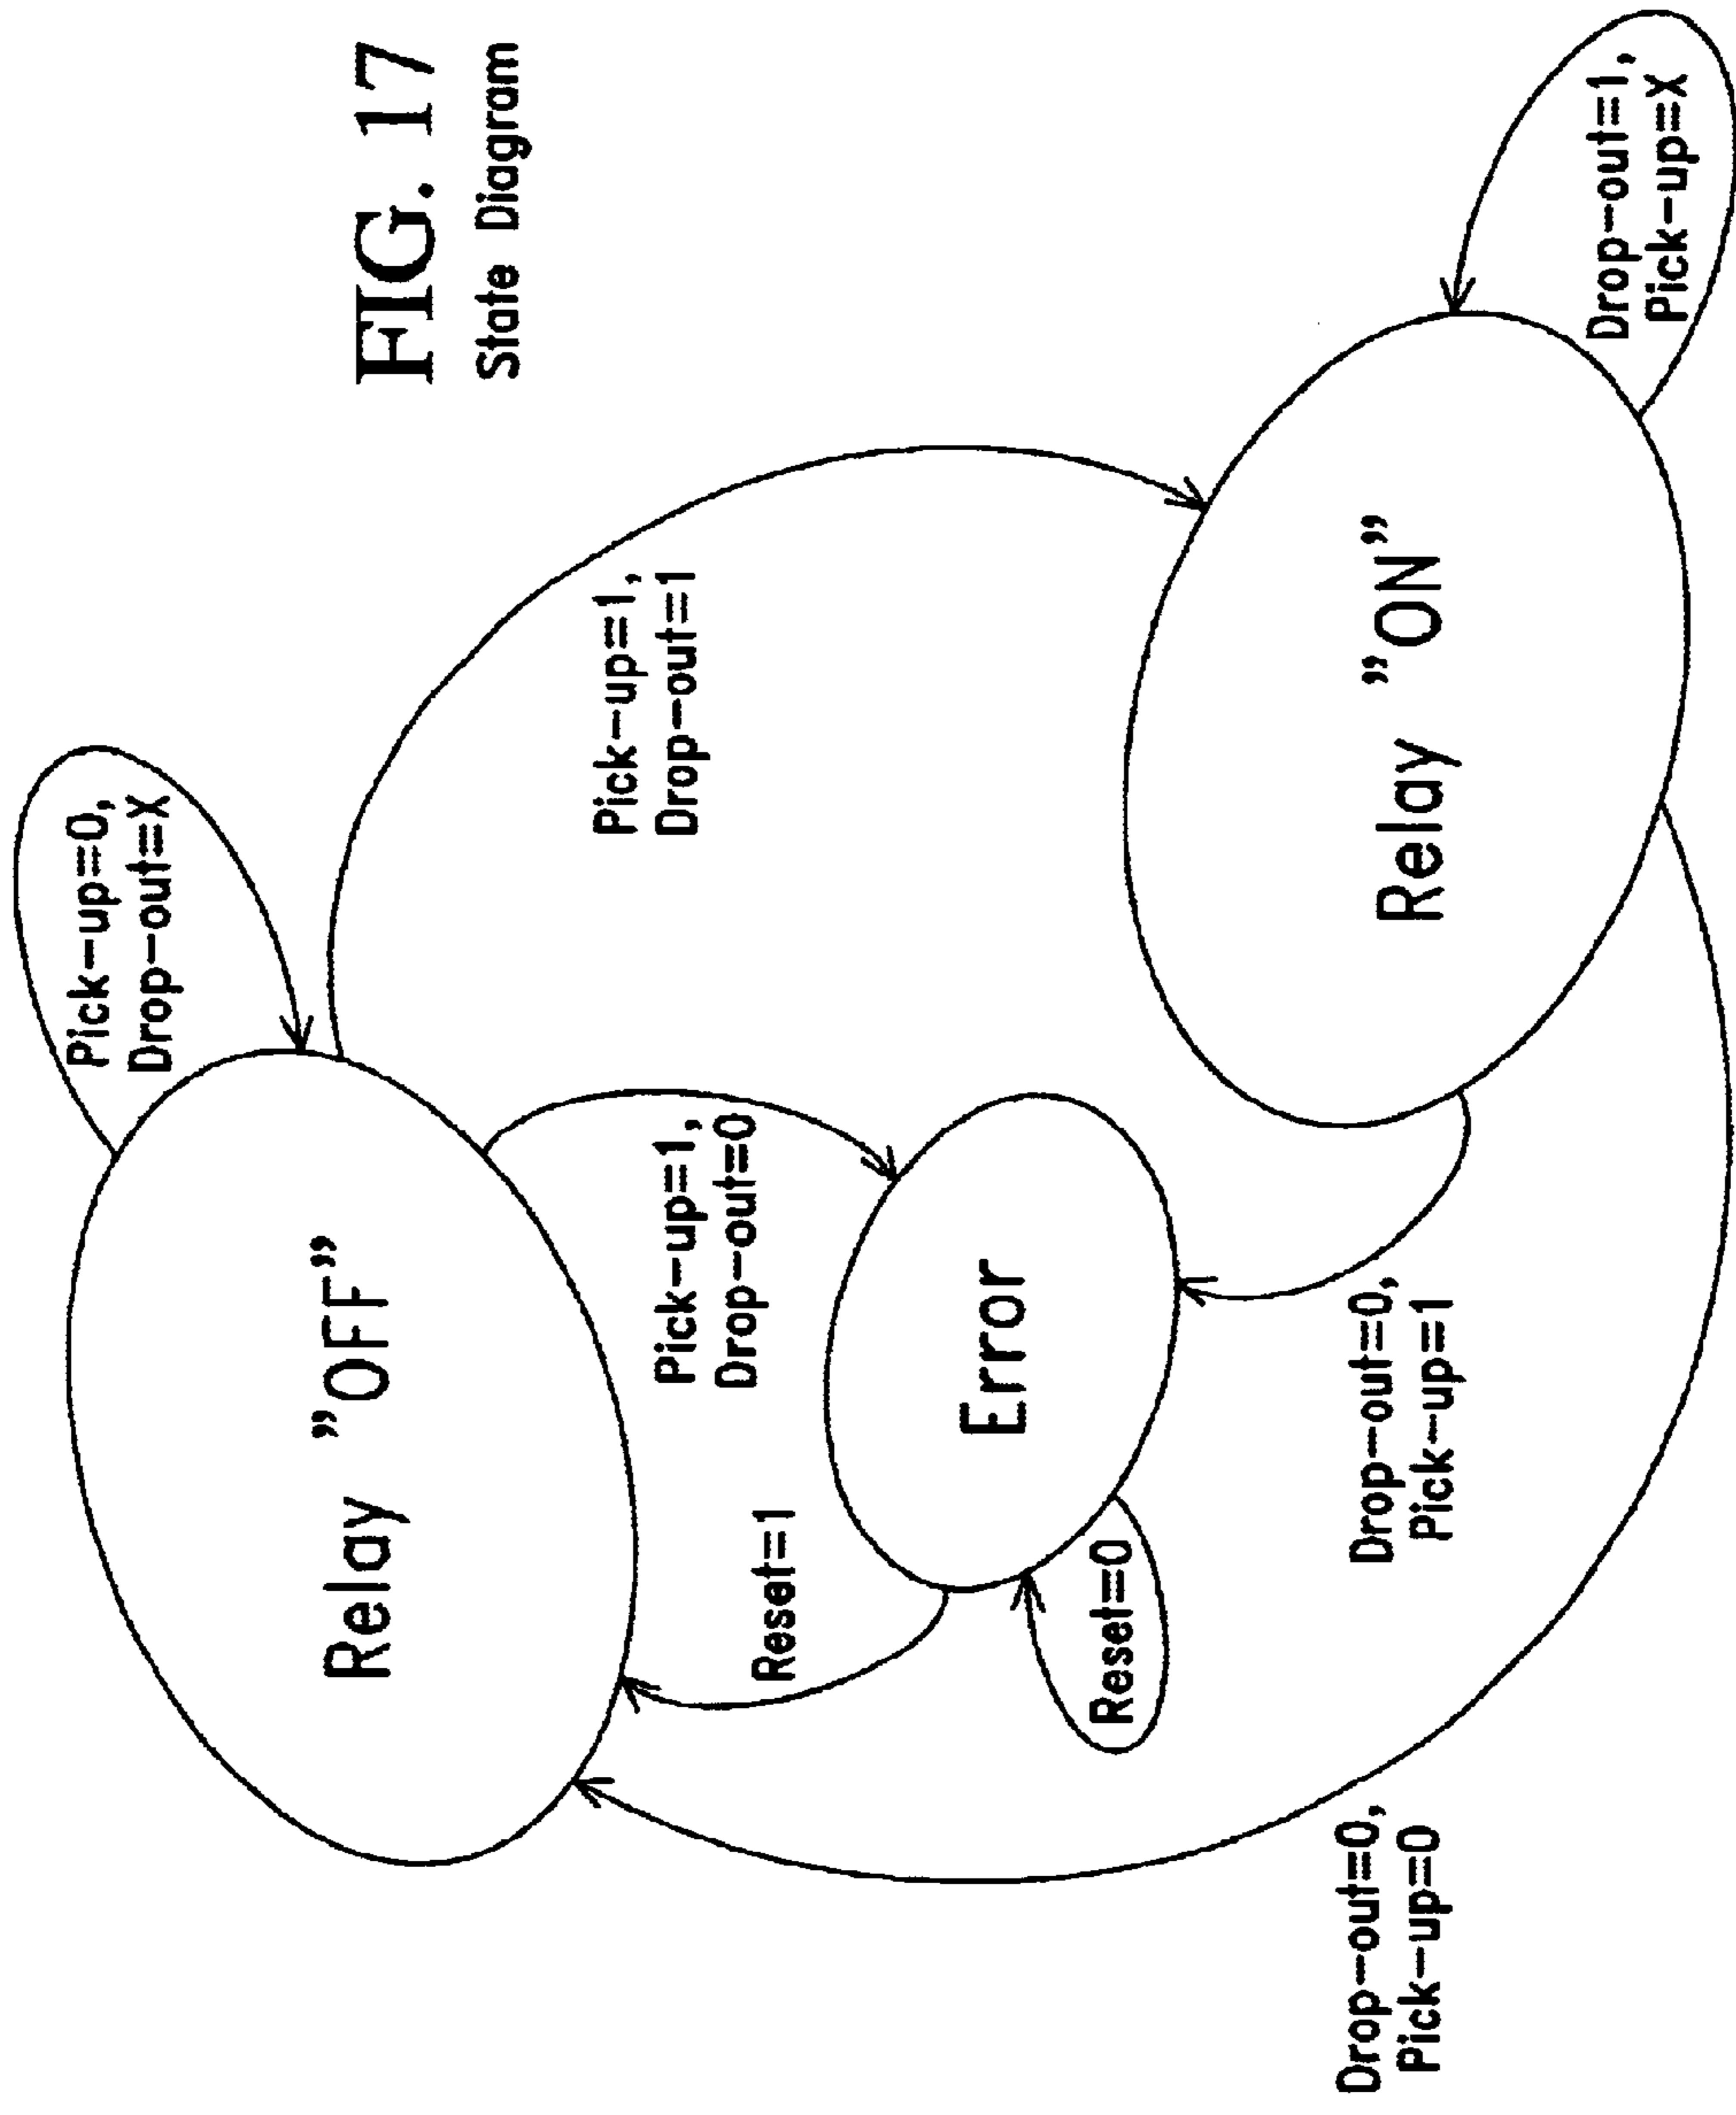 FIG. 17
State Diagram
Pick-up=0,
Drop-out=X
Relay "OFF"
Pick-up=1,
Drop-out=1
Pick-up=1,
Drop-out=0
Reset=1
Error
Reset=0
Relay "ON"
Drop-out=1,
Pick-up=X
Drop-out=0,
Pick-up=1
Drop-out=0,
Pick-up=0